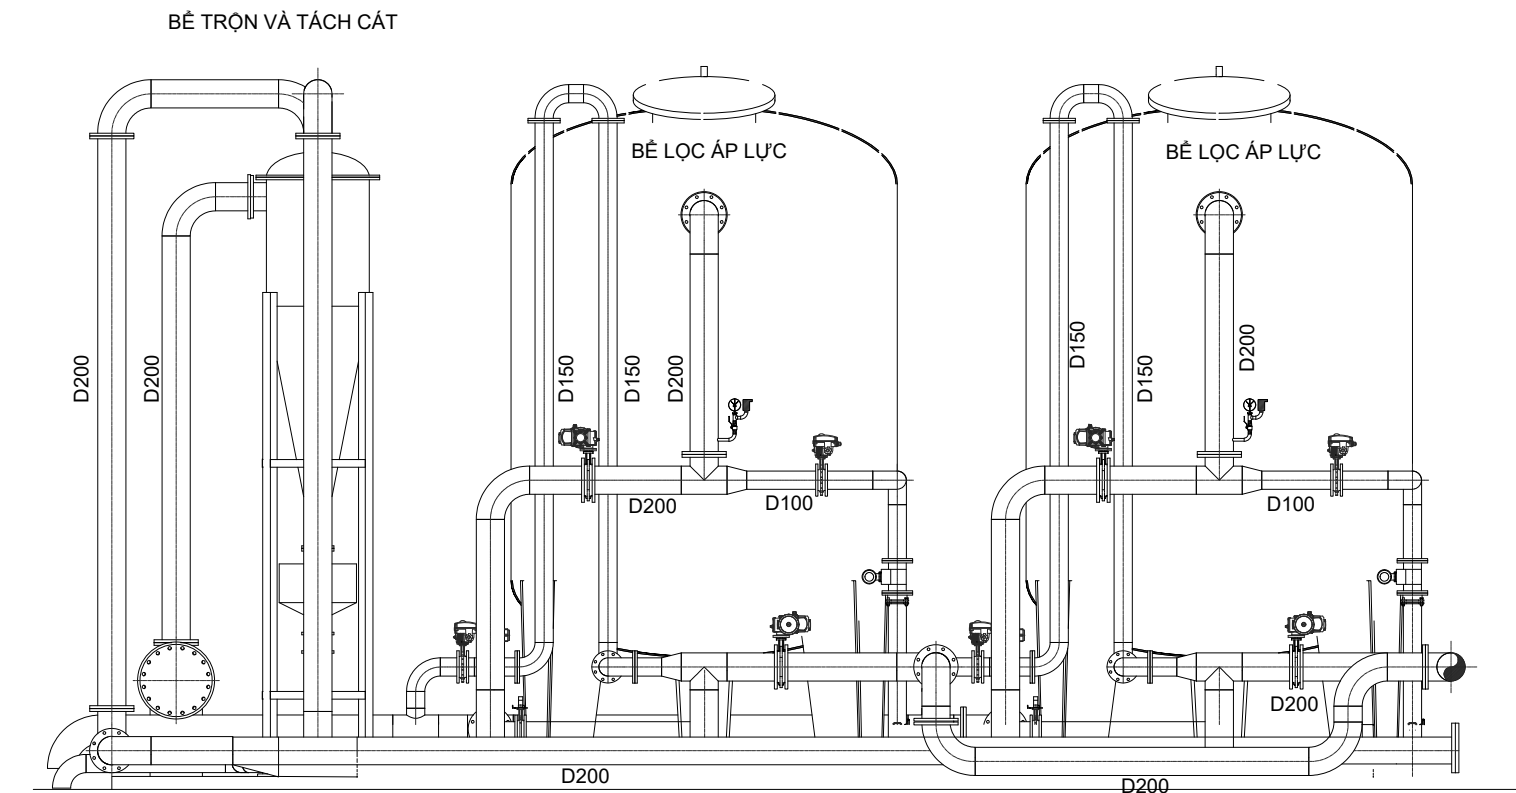 BỂ TRỘN VÀ TÁCH CÁT
BỂ LỌC ÁP LỰC
BỂ LỌC ÁP LỰC
D200
D200
D150
D150
D200
D150
D150
D200
D200
D100
D100
D200
D200
D200